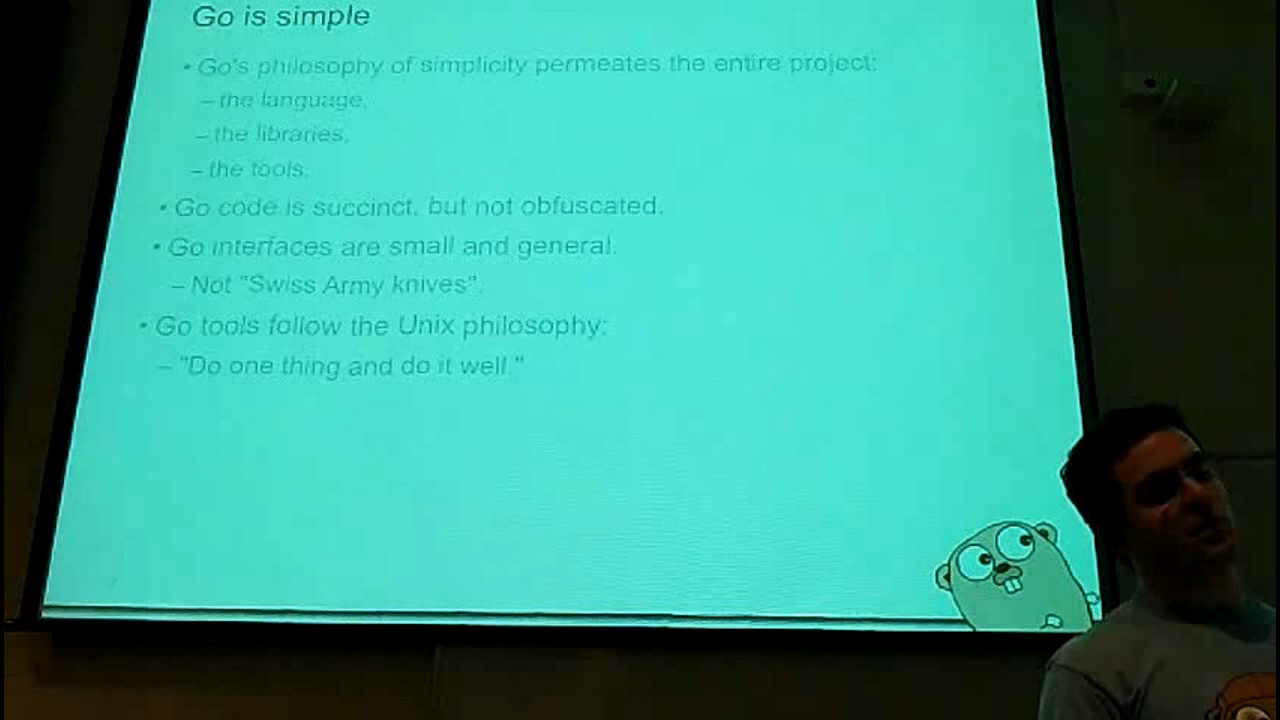 Go is simple
• Go's philosophy of simplicity permeates the entire project:
– the language,
– the libraries,
– the tools.
• Go code is succinct, but not obfuscated.
• Go interfaces are small and general.
– Not "Swiss Army knives".
• Go tools follow the Unix philosophy:
– "Do one thing and do it well."